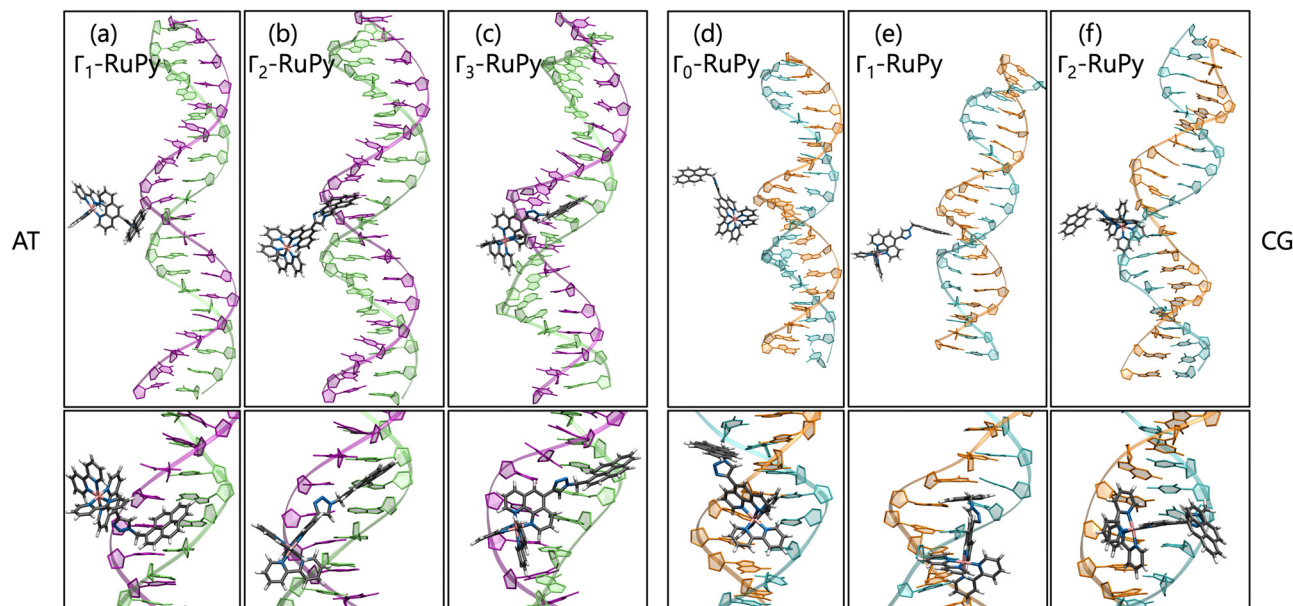 (a)
Γ₁-RuPy
(b)
Γ₂-RuPy
(c)
Γ₃-RuPy
(d)
Γ₀-RuPy
(e)
Γ₁-RuPy
(f)
Γ₂-RuPy
AT
CG